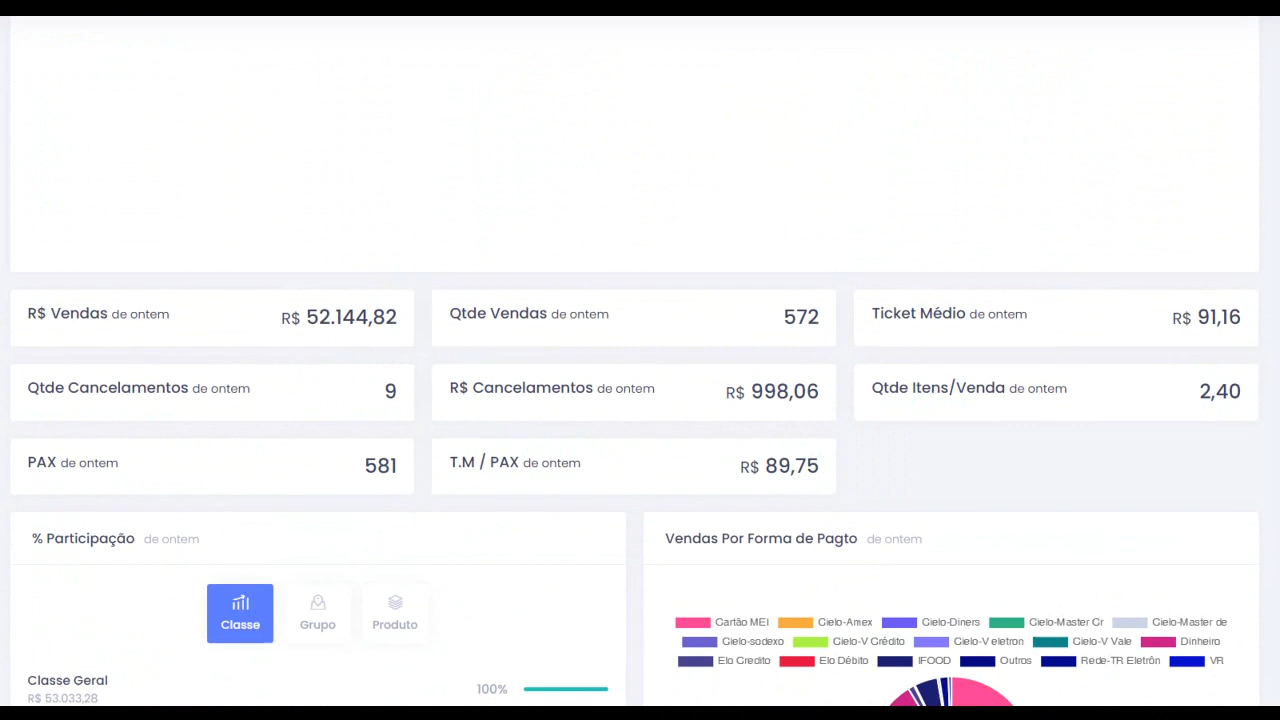 R$ Vendas de ontem R$ 52.144,82
Qtde Vendas de ontem 572
Ticket Médio de ontem R$ 91,16
Qtde Cancelamentos de ontem 9
R$ Cancelamentos de ontem R$ 998,06
Qtde Itens/Venda de ontem 2,40
PAX de ontem 581
T.M / PAX de ontem R$ 89,75
% Participação de ontem
Classe
Grupo
Produto
Classe Geral
R$ 53.033,28
100%
Vendas Por Forma de Pagto de ontem
Cartão MEI Cielo-Amex Cielo-Diners Cielo-Master Cr Cielo-Master de
Cielo-sodexo Cielo-V Crédito Cielo-V eletron Cielo-V Vale Dinheiro
Elo Credito Elo Débito IFOOD Outros Rede-TR Eletrôn VR